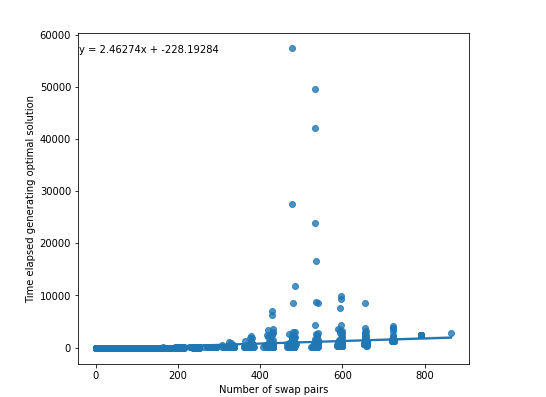 60000
y = 2.46274x + -228.19284
50000
40000
30000
20000
10000
0
Time elapsed generating optimal solution
0 200 400 600 800
Number of swap pairs